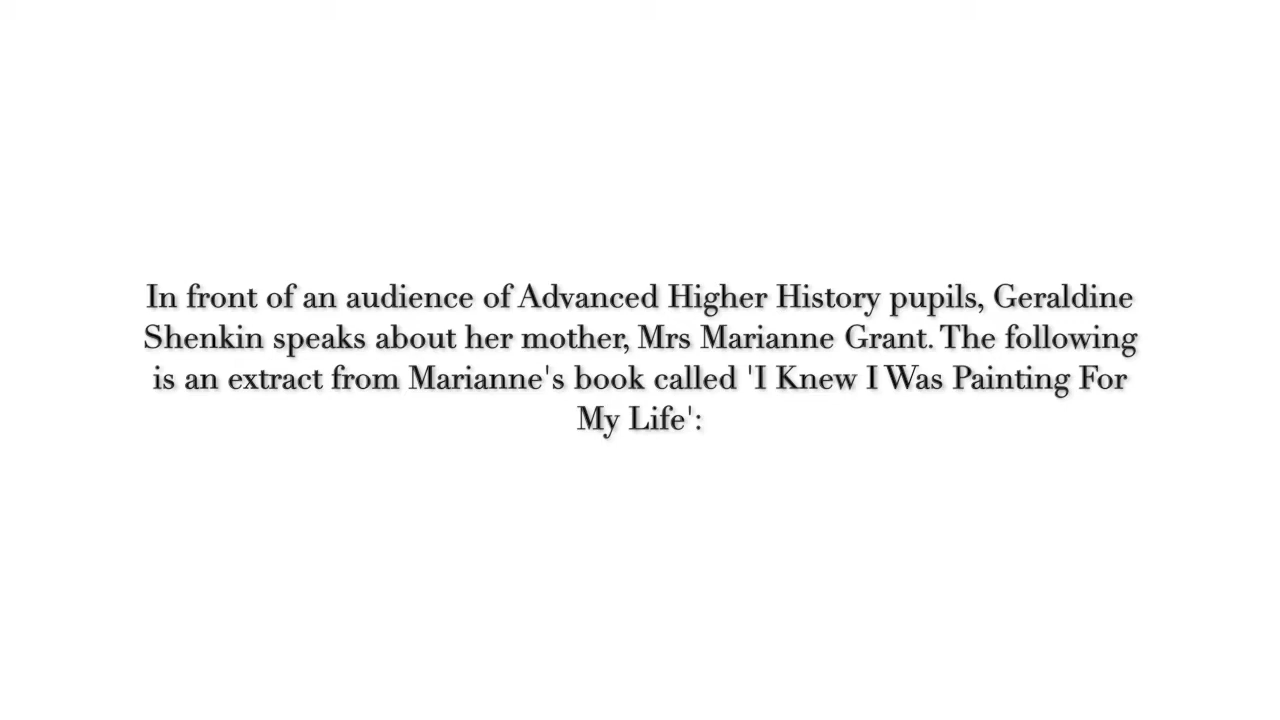 In front of an audience of Advanced Higher History pupils, Geraldine
Shenkin speaks about her mother, Mrs Marianne Grant. The following
is an extract from Marianne's book called 'I Knew I Was Painting For
My Life':